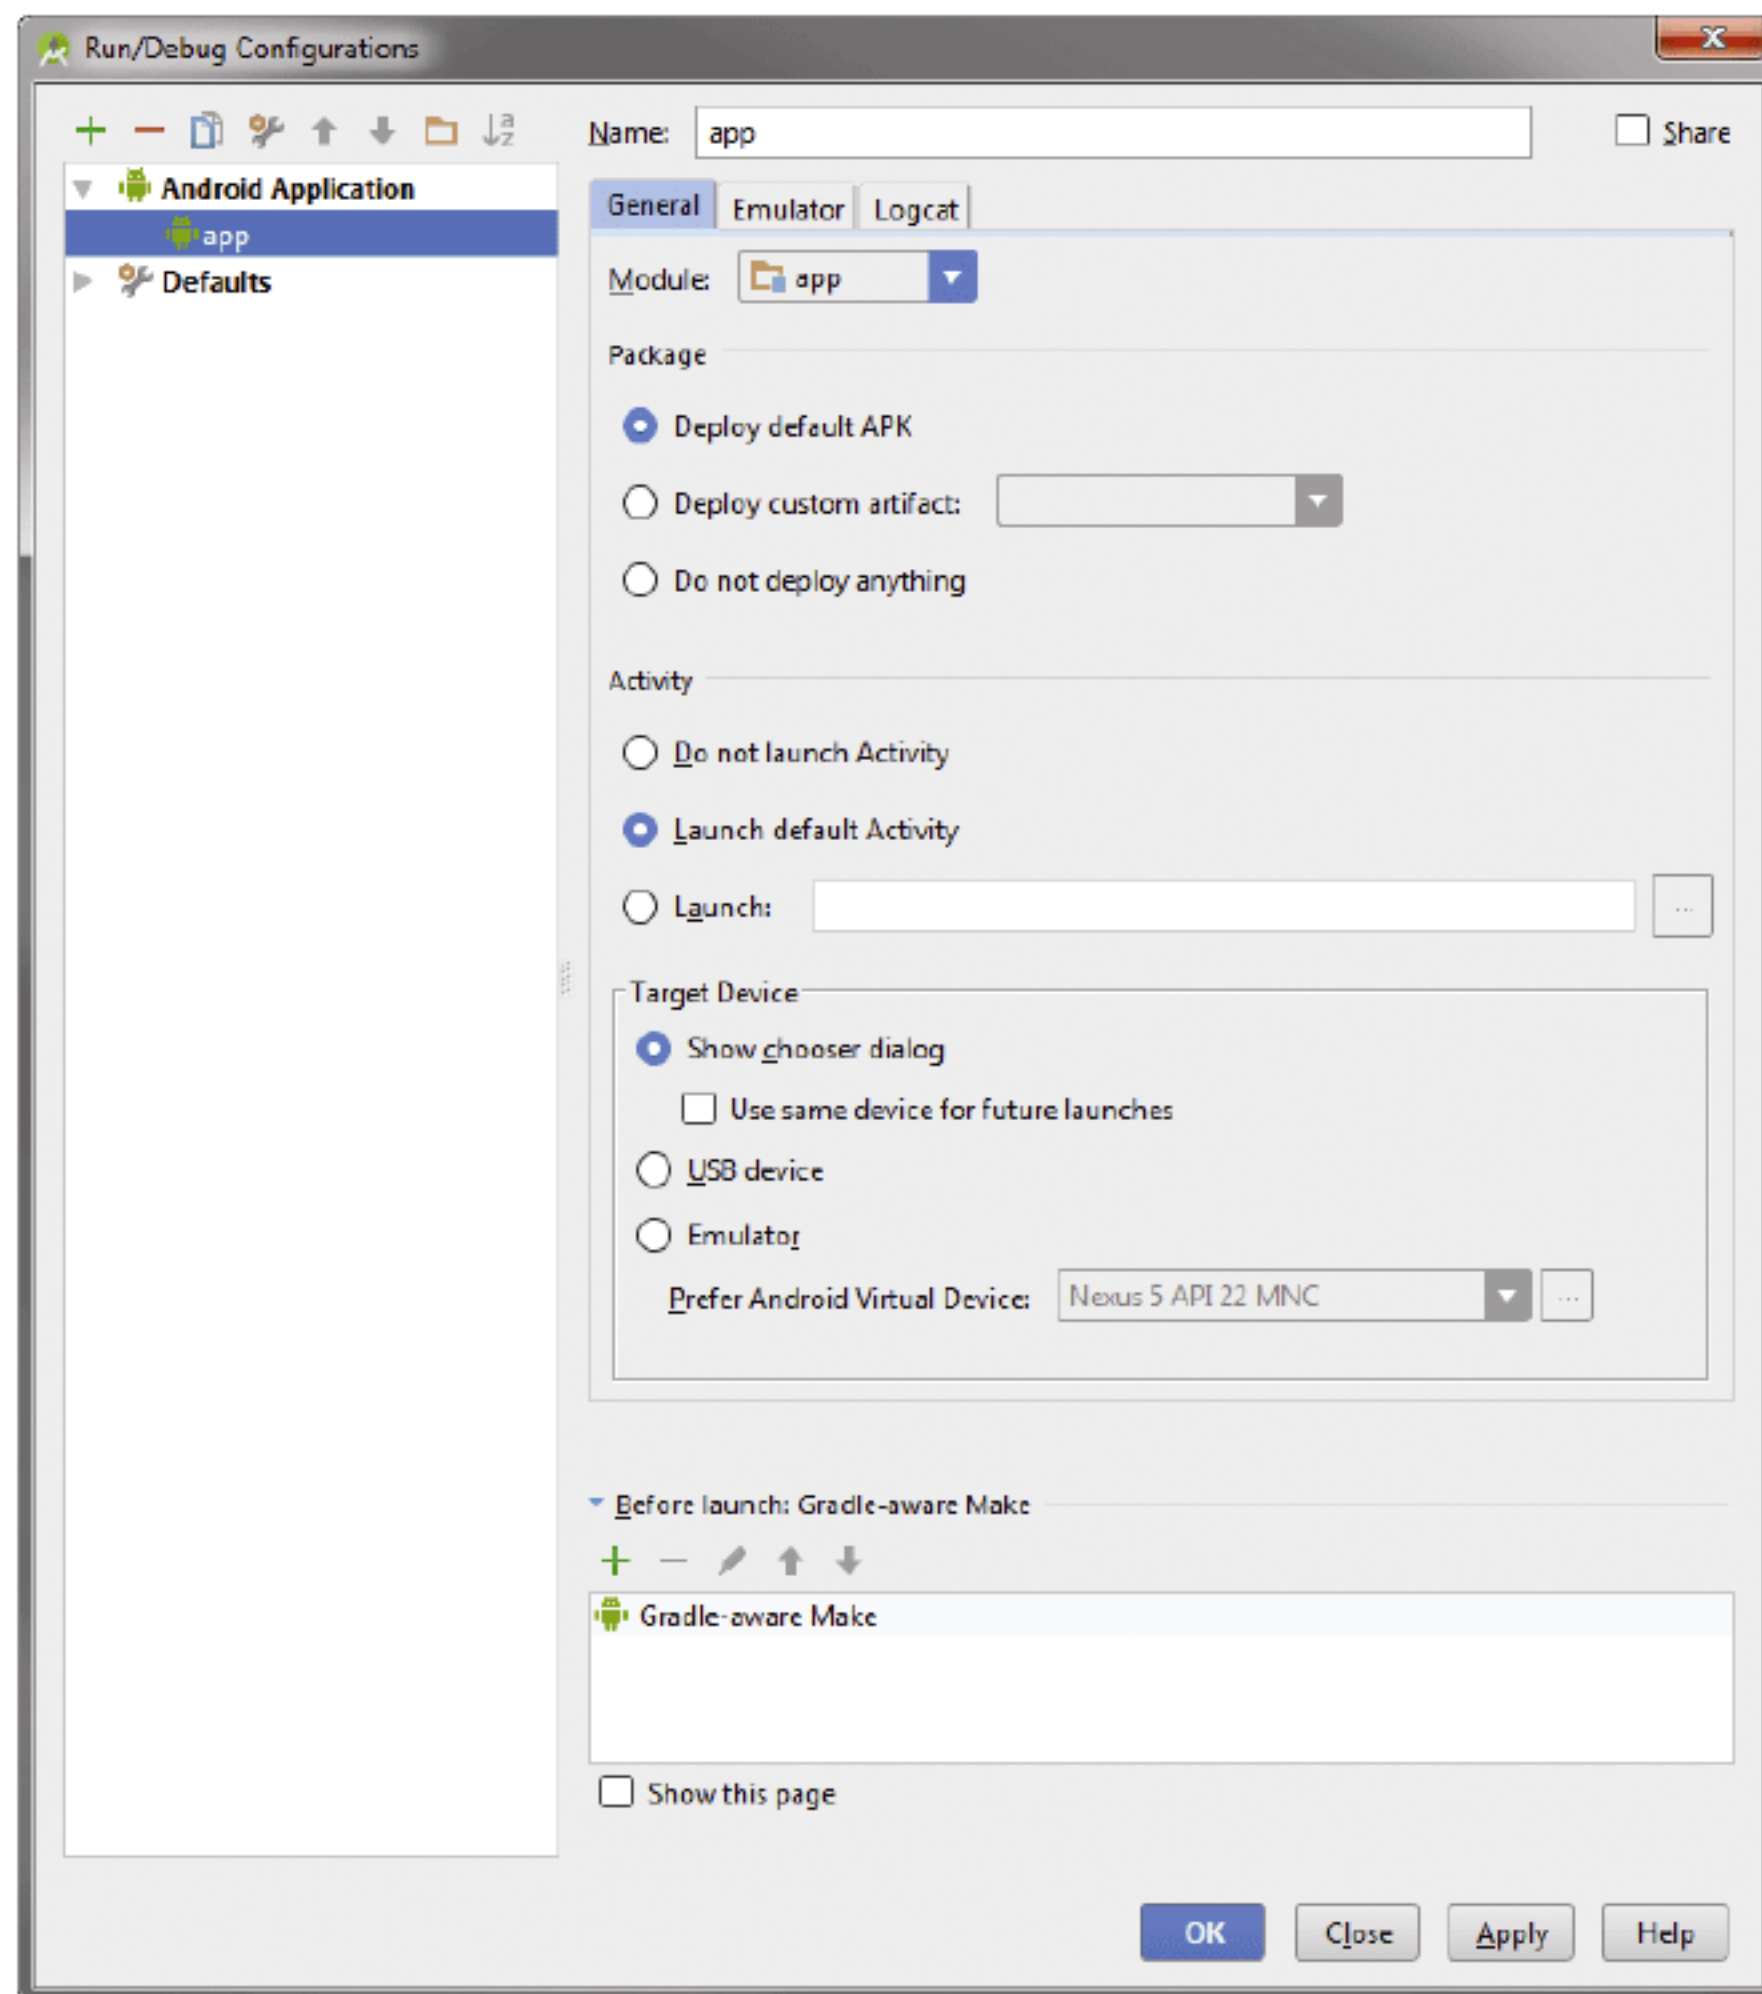 Run/Debug Configurations
Name: app
Share
Android Application
app
Defaults
General Emulator Logcat
Module: app
Package
Deploy default APK
Deploy custom artifact:
Do not deploy anything
Activity
Do not launch Activity
Launch default Activity
Launch:
...
Target Device
Show chooser dialog
Use same device for future launches
USB device
Emulator
Prefer Android Virtual Device: Nexus 5 API 22 MNC ...
Before launch: Gradle-aware Make
Gradle-aware Make
Show this page
OK Close Apply Help